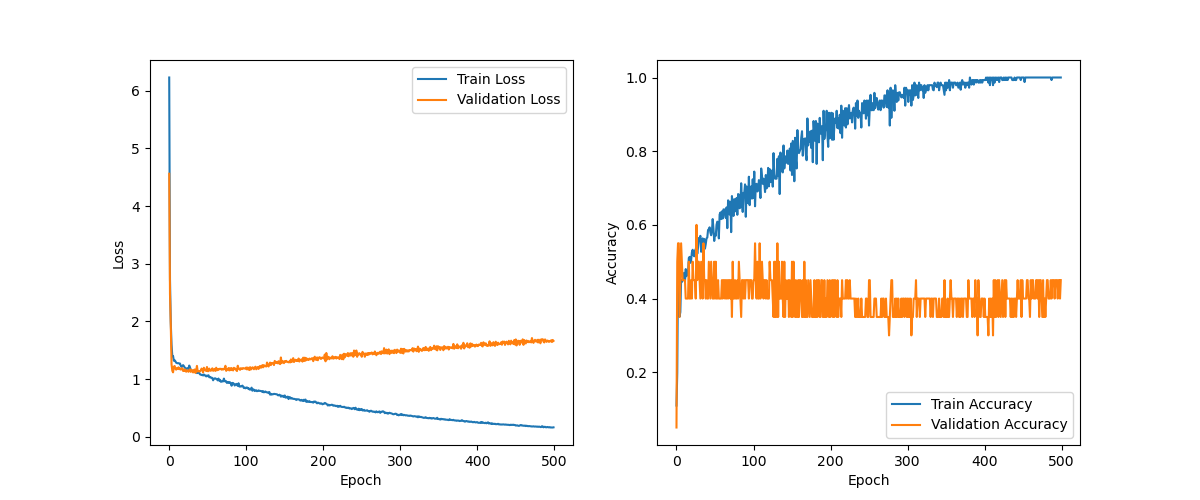 Train Loss
Validation Loss
6
5
4
3
2
1
0
Loss
0 100 200 300 400 500
Epoch
1.0
0.8
0.6
0.4
0.2
Accuracy
Train Accuracy
Validation Accuracy
0 100 200 300 400 500
Epoch